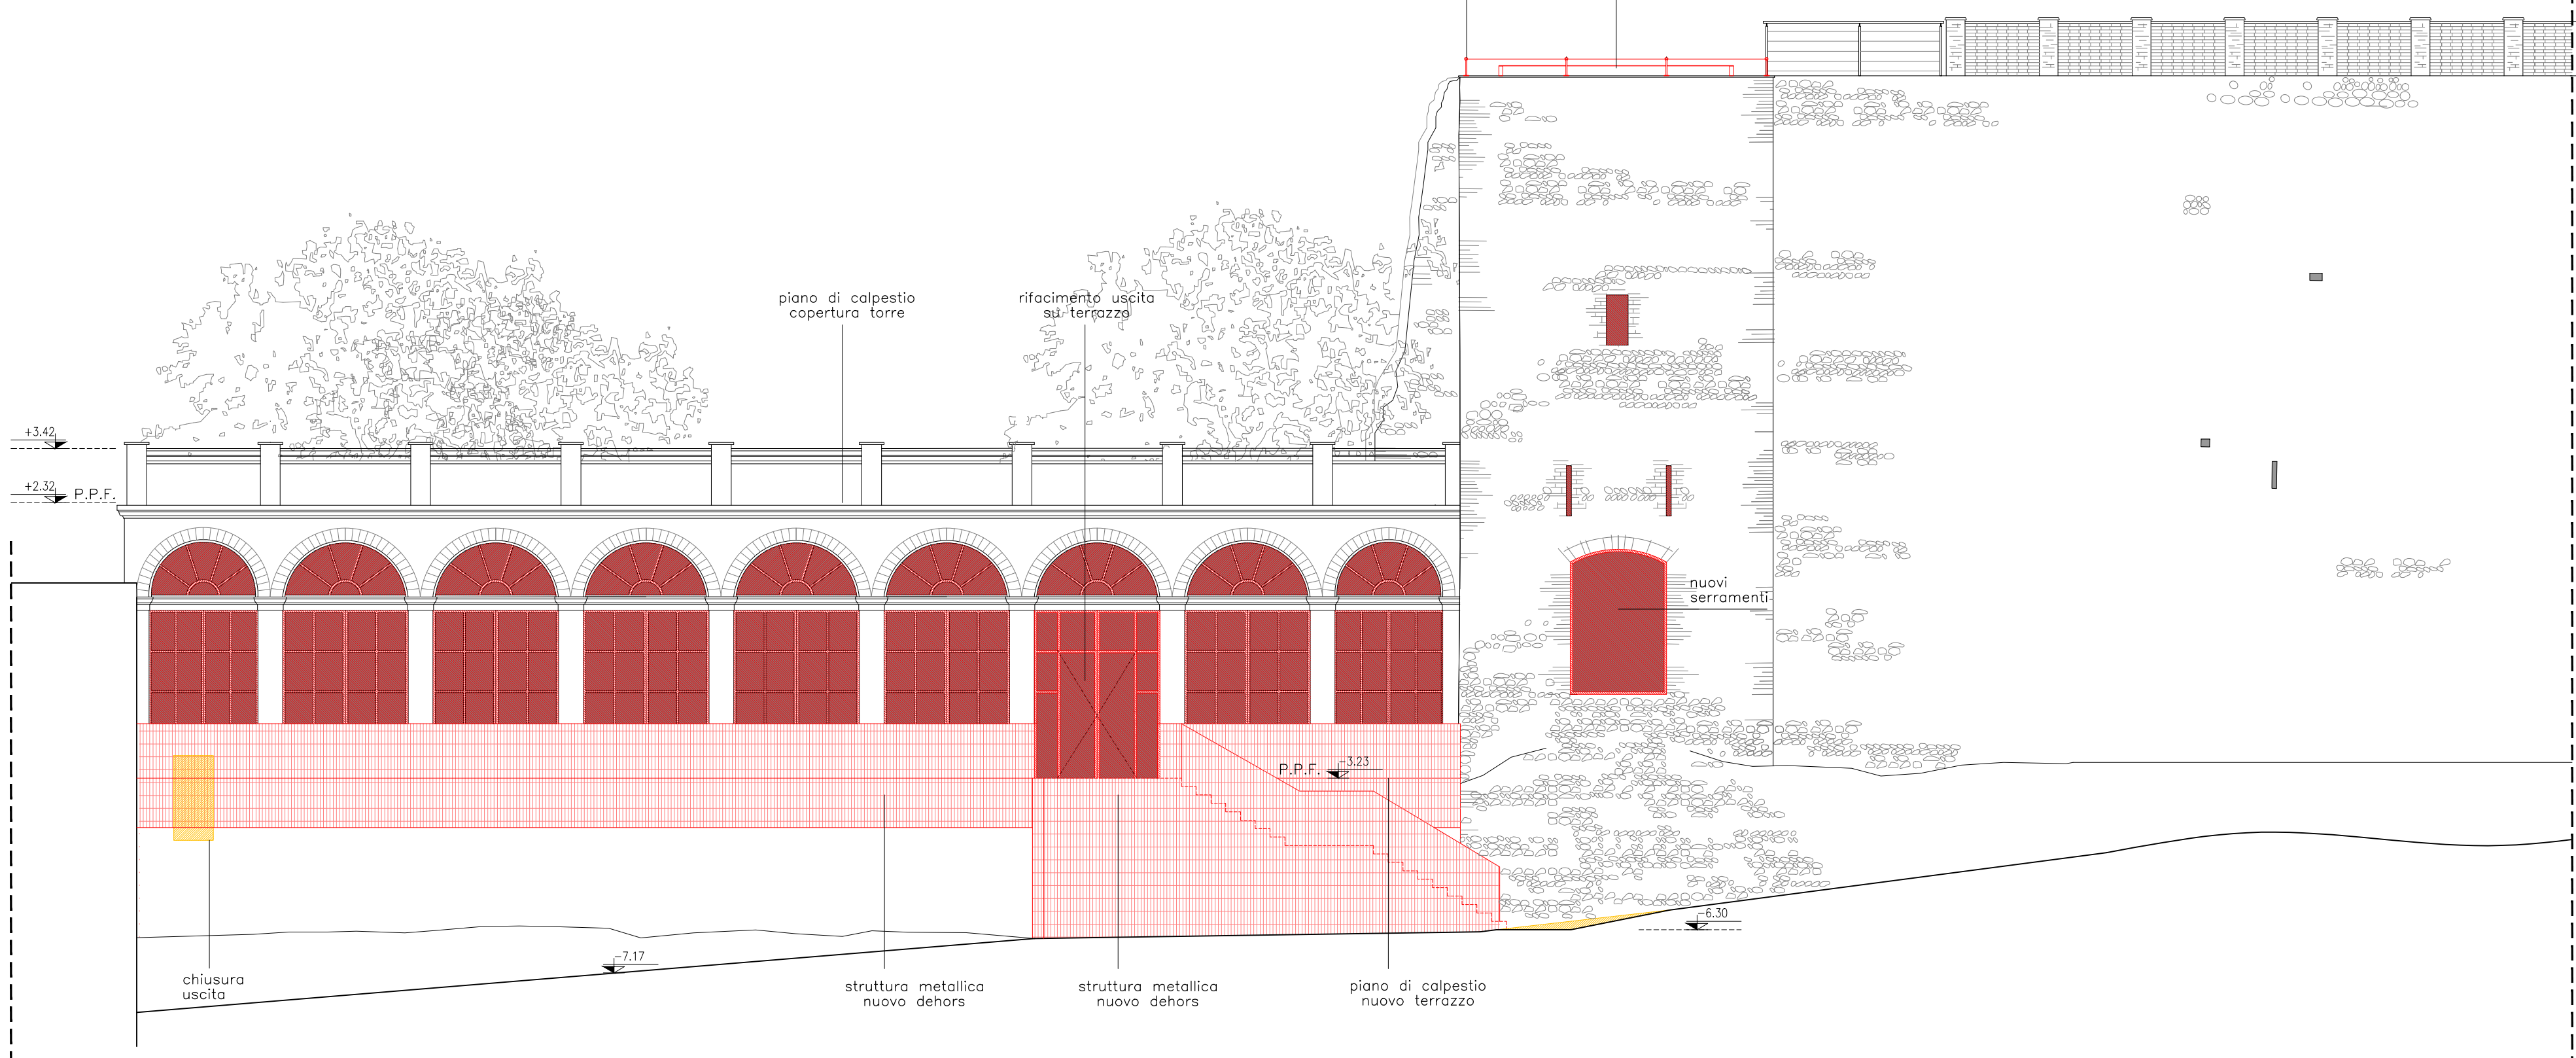 piano di calpestio
copertura torre
rifacimento uscita
su terrazzo
+3.42
+2.32
P.P.F.
nuovi
serramenti
P.P.F.
-3.23
-6.30
-7.17
chiusura
uscita
struttura metallica
nuovo dehors
struttura metallica
nuovo dehors
piano di calpestio
nuovo terrazzo